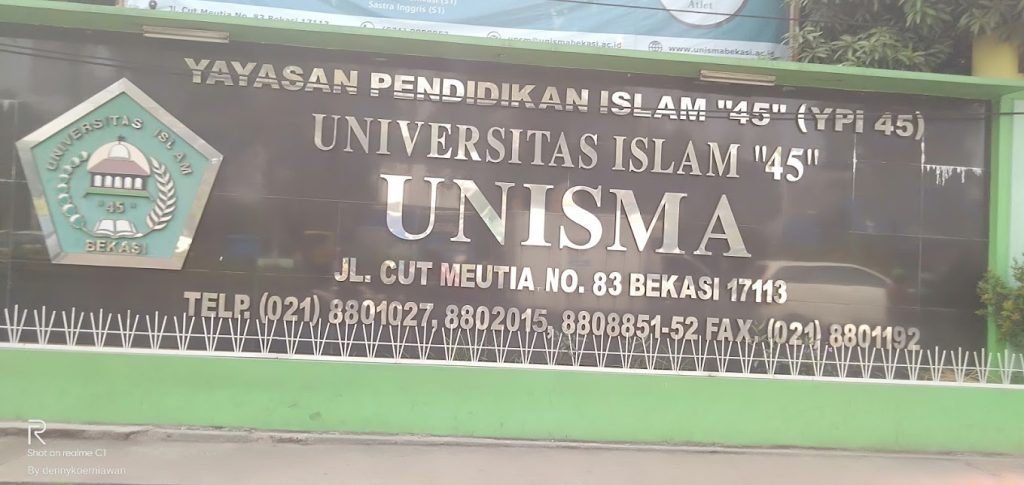 Sastra Inggris (S1)
Atlet
Jl. Cut Meutia No. 83 Bekasi 17113
www.unismabekasi.ac.id
YAYASAN PENDIDIKAN ISLAM "45" (YPI 45)
UNIVERSITAS ISLAM "45"
UNISMA
JL. CUT MEUTIA NO. 83 BEKASI 17113
TELP. (021) 8801027, 8802015, 8808851-52 FAX. (021) 8801192
UNIVERSITAS ISLAM
"45"
BEKASI
R
Shot on realme C1
By dennykoerniawan